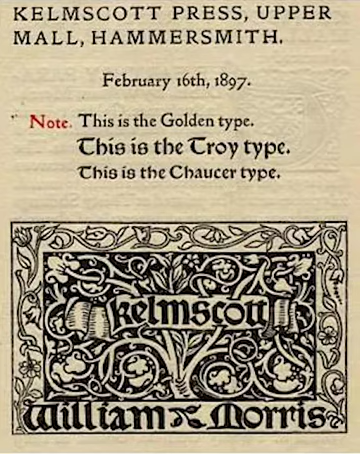 KELMSCOTT PRESS, UPPER
MALL, HAMMERSMITH.
February 16th, 1897.
Note. This is the Golden type.
This is the Troy type.
This is the Chaucer type.
kelmscott
William Morris